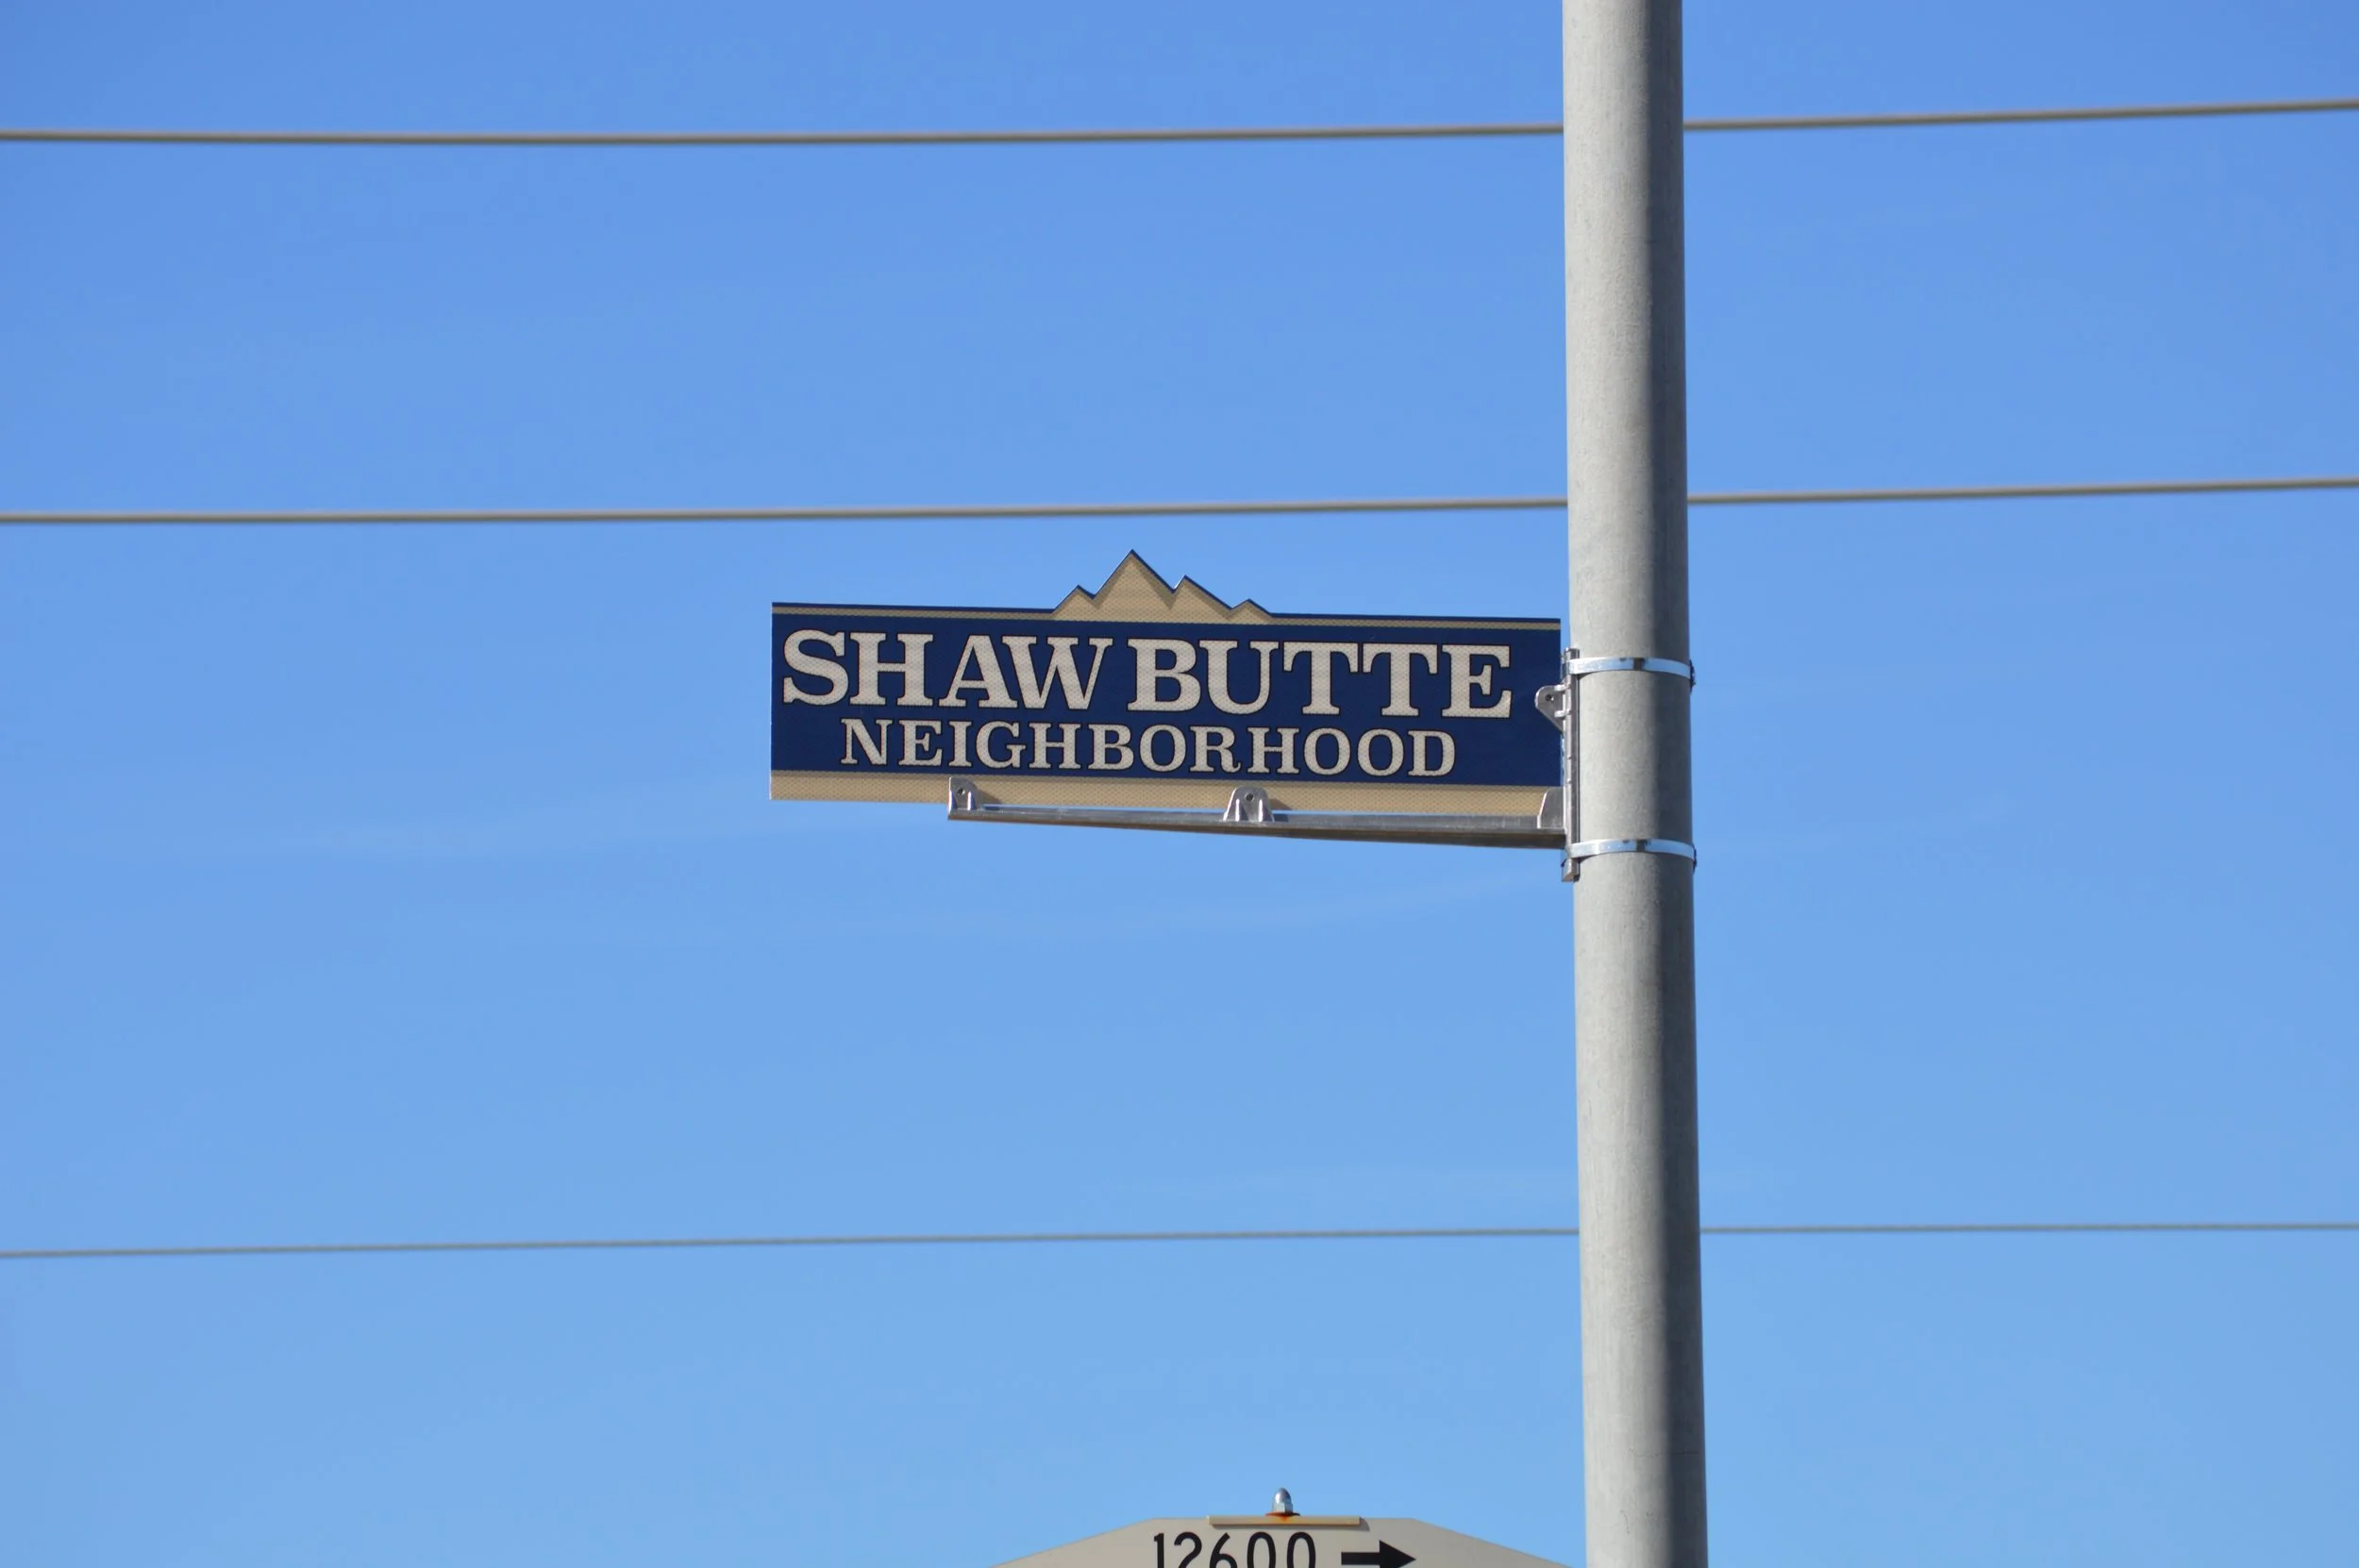 SHAW BUTTE
NEIGHBORHOOD
12600 →